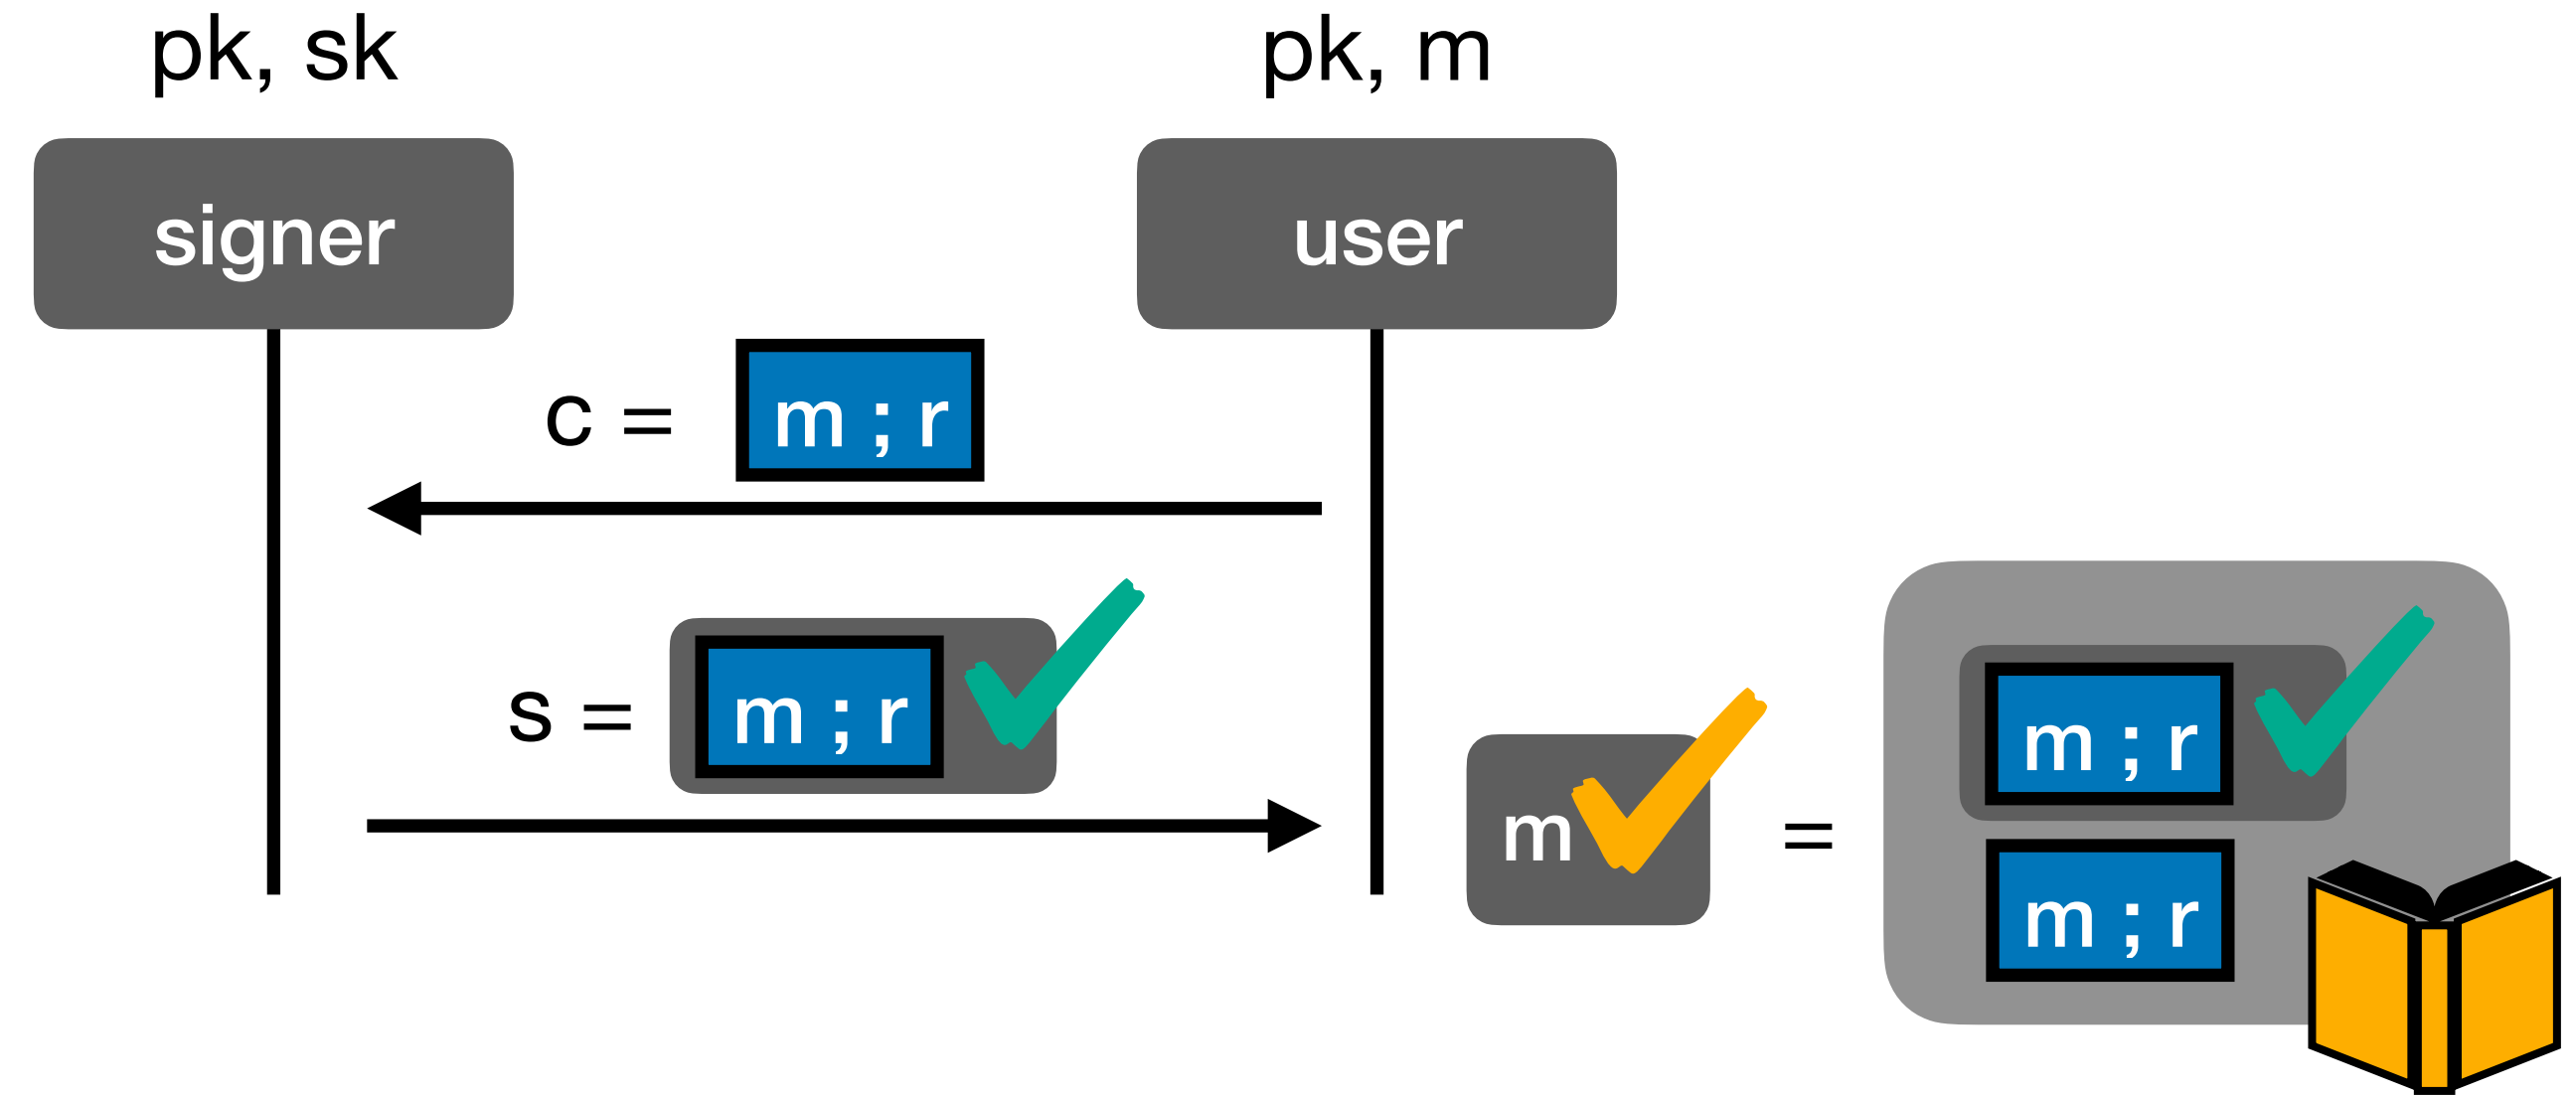 pk, sk
pk, m
signer
user
c = m ; r
s = m ; r
m =
m ; r
m ; r